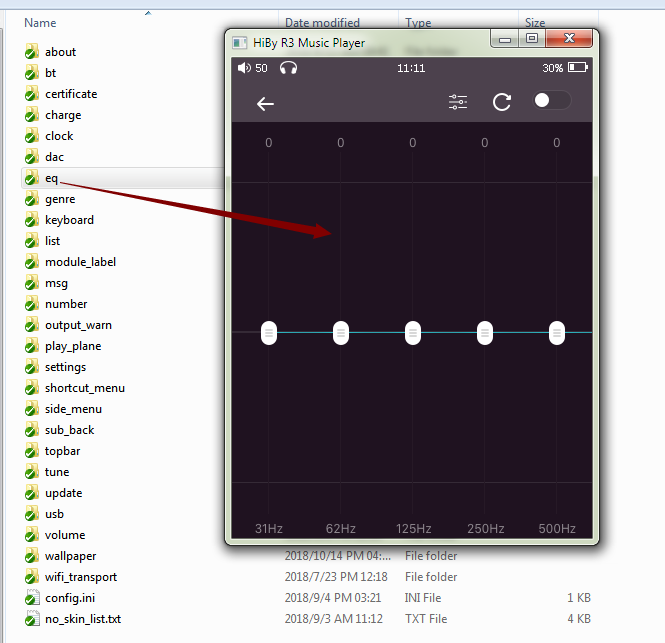 Name Date modified Type Size
about
bt
certificate
charge
clock
dac
eq
genre
keyboard
list
module_label
msg
number
output_warn
play_plane
settings
shortcut_menu
side_menu
sub_back
topbar
tune
update
usb
volume
wallpaper 2018/10/14 PM 04:... File folder
wifi_transport 2018/7/23 PM 12:18 File folder
config.ini 2018/9/4 PM 03:21 INI File 1 KB
no_skin_list.txt 2018/9/3 AM 11:12 TXT File 4 KB
HiBy R3 Music Player
50 11:11 30%
0 0 0 0 0
31Hz 62Hz 125Hz 250Hz 500Hz